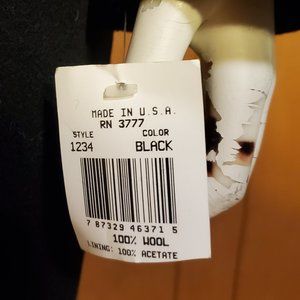 MADE IN U.S.A.
RN 3777
STYLE COLOR
1234 BLACK
7 87329 46371 5
100% WOOL
LINING: 100% ACETATE